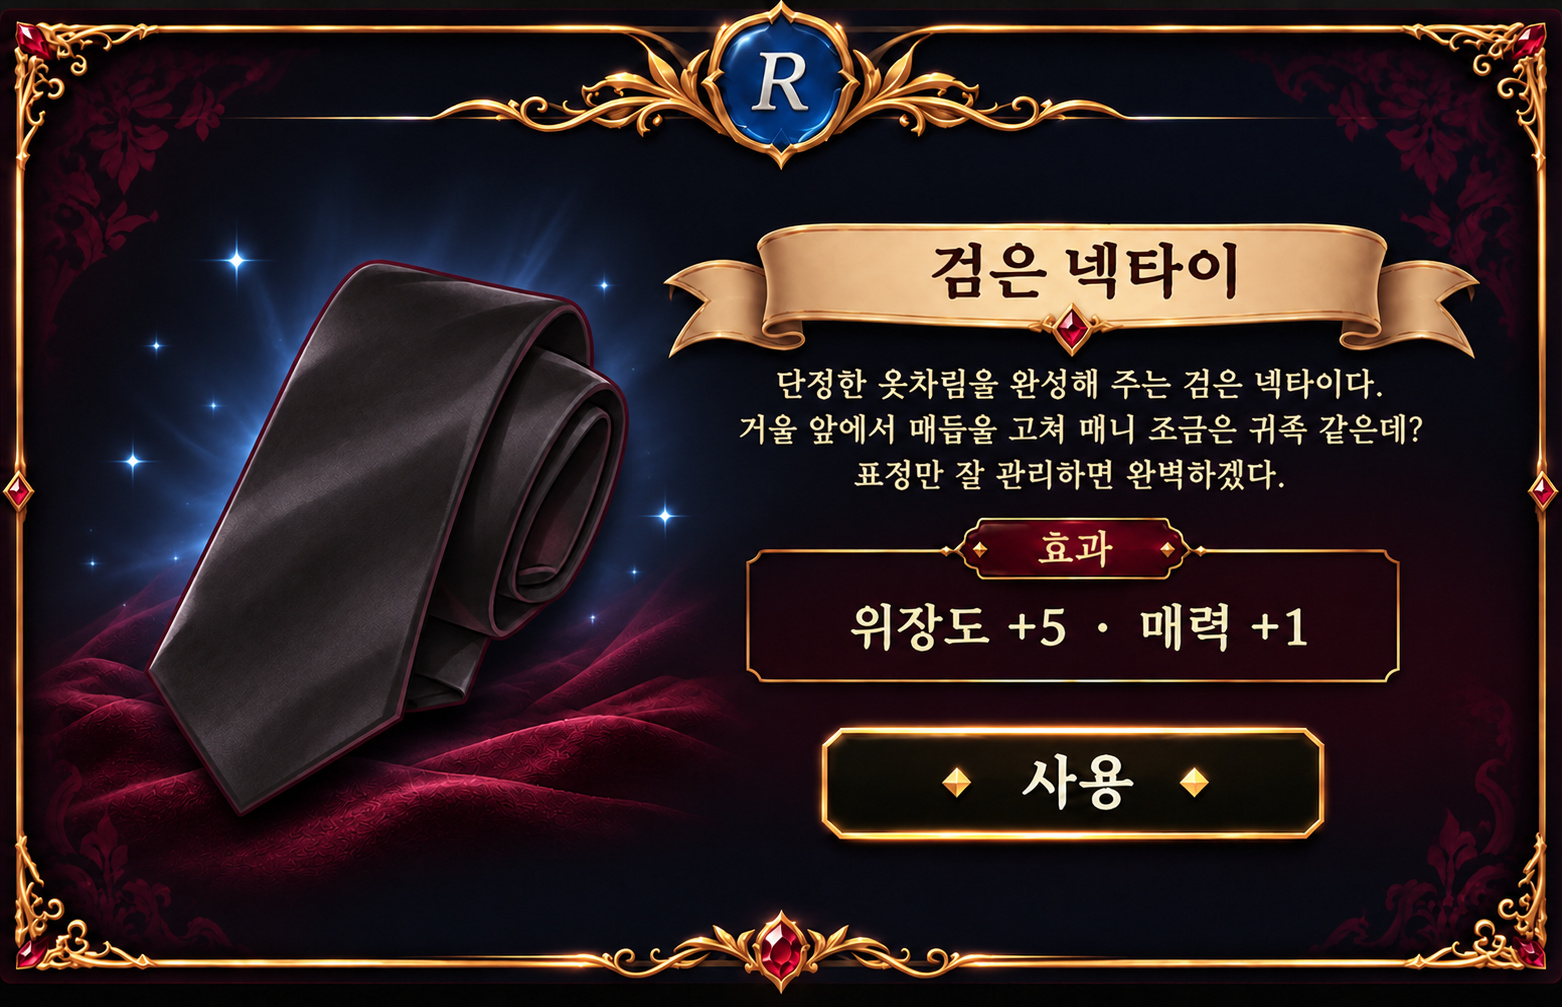 R
검은 넥타이
단정한 옷차림을 완성해 주는 검은 넥타이다.
거울 앞에서 매듭을 고쳐 매니 조금은 귀족 같은데?
표정만 잘 관리하면 완벽하겠다.
효과
위장도 +5 · 매력 +1
사용